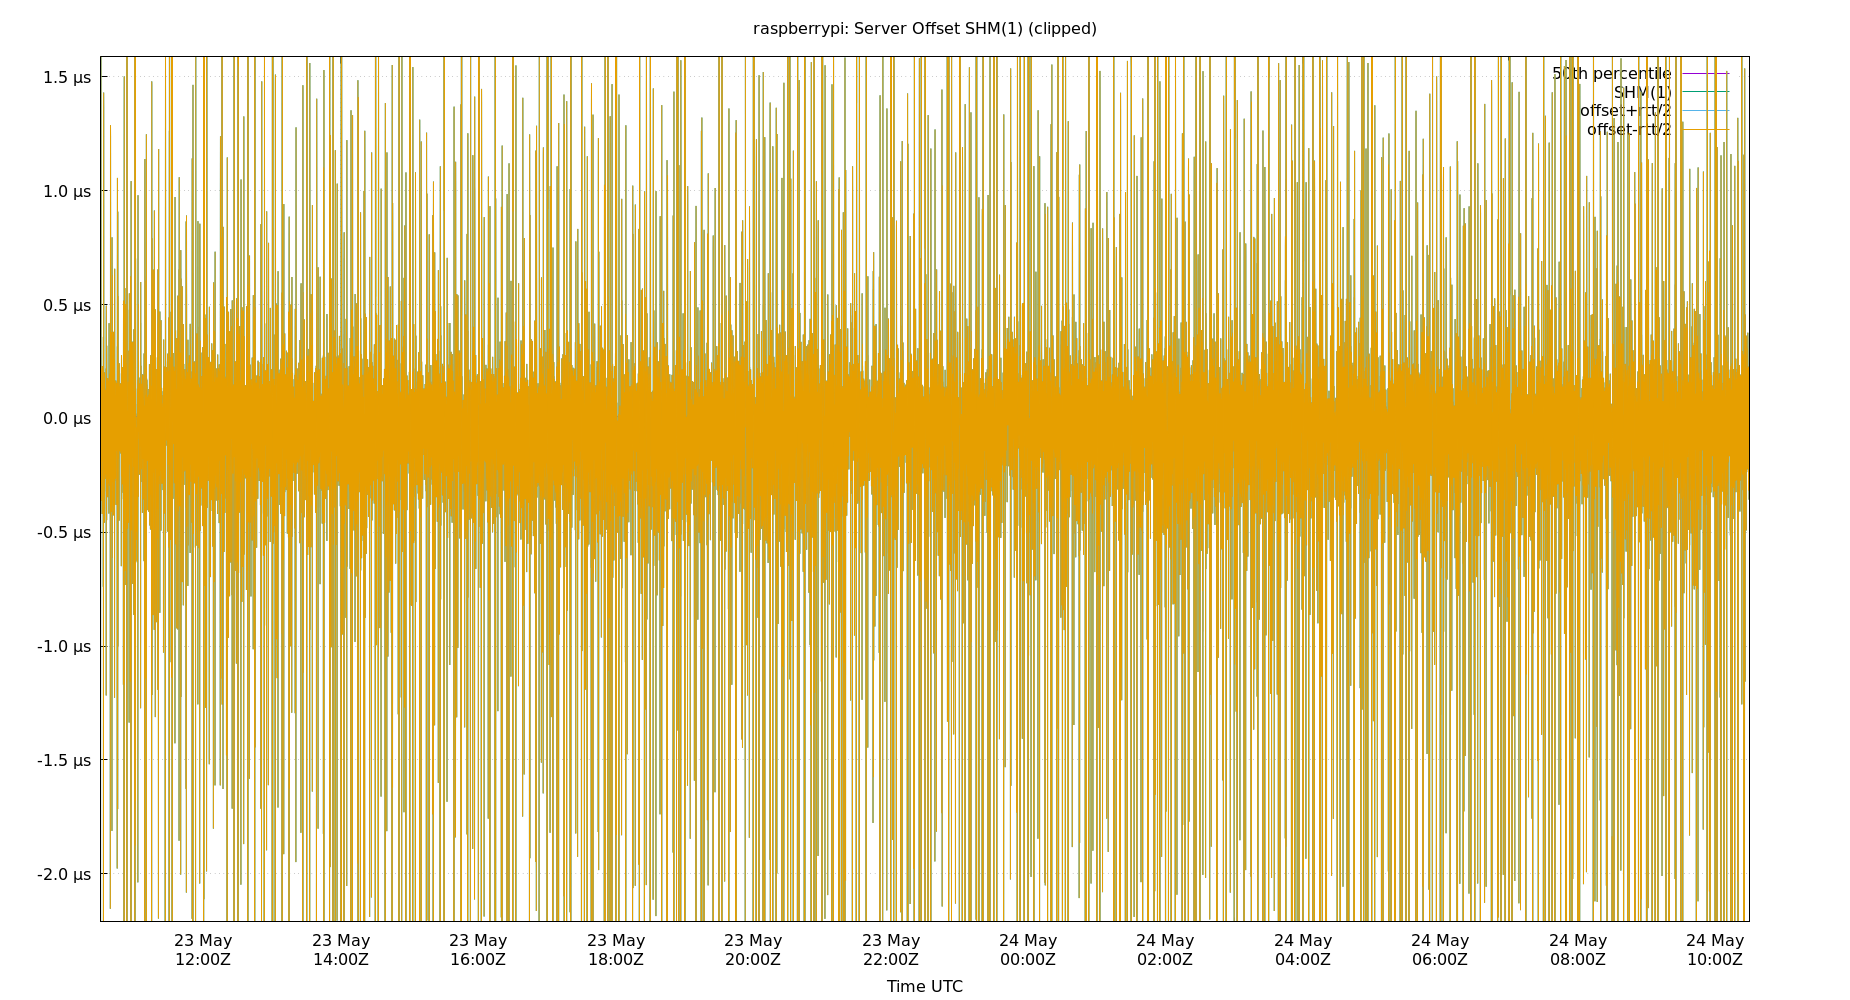 raspberrypi: Server Offset SHM(1) (clipped)
1.5 µs
1.0 µs
0.5 µs
0.0 µs
-0.5 µs
-1.0 µs
-1.5 µs
-2.0 µs
50th percentile
SHM(1)
offset+rtt/2
offset-rtt/2
23 May 23 May 23 May 23 May 23 May 23 May 24 May 24 May 24 May 24 May 24 May 24 May
12:00Z 14:00Z 16:00Z 18:00Z 20:00Z 22:00Z 00:00Z 02:00Z 04:00Z 06:00Z 08:00Z 10:00Z
Time UTC